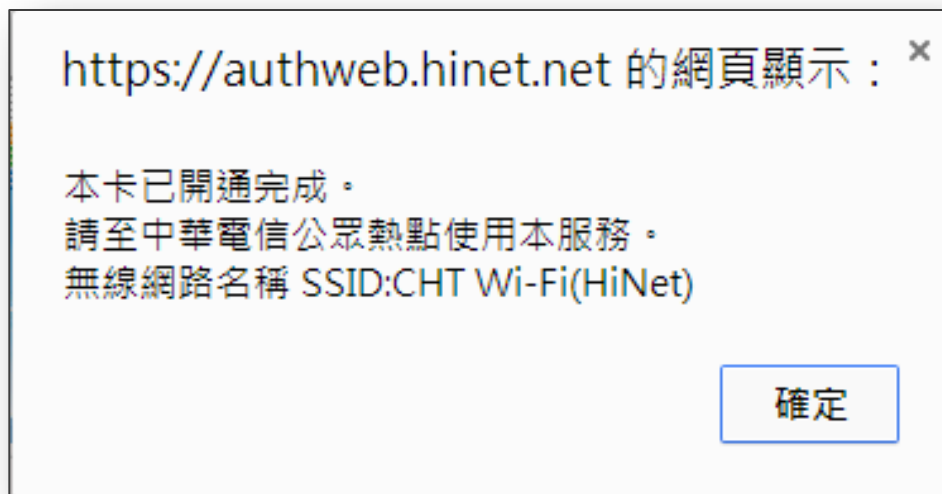 https://authweb.hinet.net 的網頁顯示：
本卡已開通完成。
請至中華電信公眾熱點使用本服務。
無線網路名稱 SSID:CHT Wi-Fi(HiNet)
確定